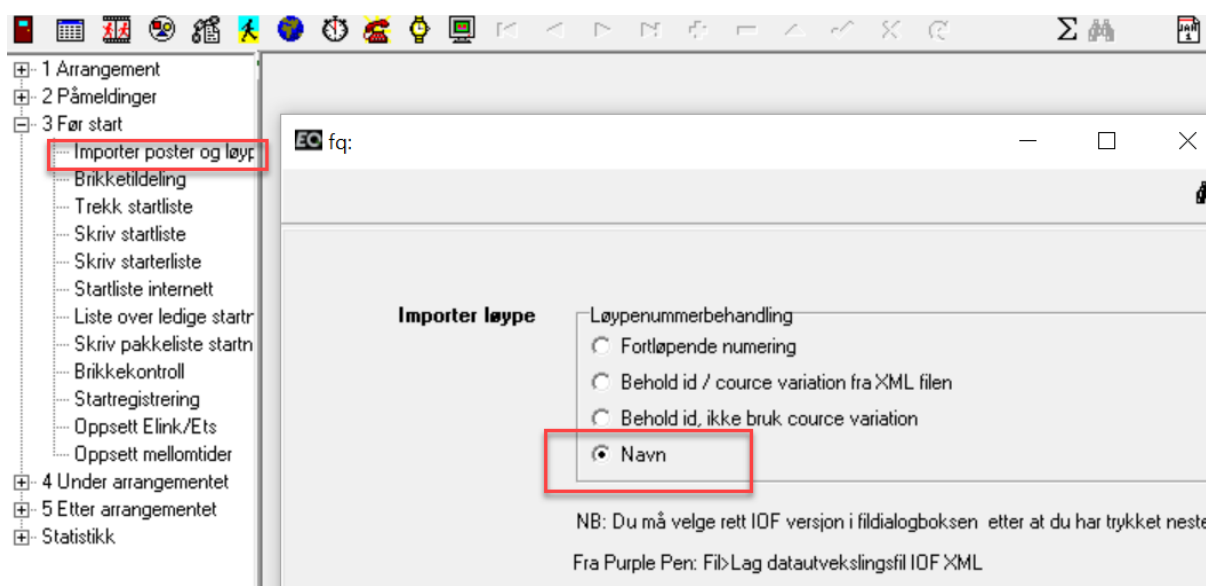 1 Arrangement
2 Påmeldinger
3 Før start
Importer poster og løyp
Brikketildeling
Trekk startliste
Skriv startliste
Skriv starterliste
Startliste internett
Liste over ledige startr
Skriv pakkeliste startn
Brikkekontroll
Startregistrering
Oppsett Elink/Ets
Oppsett mellomtider
4 Under arrangementet
5 Etter arrangementet
Statistikk
EQ fq:
Importer løype
Løypenummerbehandling
Fortløpende numering
Behold id / cource variation fra XML filen
Behold id, ikke bruk cource variation
Navn
NB: Du må velge rett IOF versjon i fildialogboksen etter at du har trykket neste
Fra Purple Pen: Fil>Lag datautvekslingsfil IOF XML
Σ
JAN
1